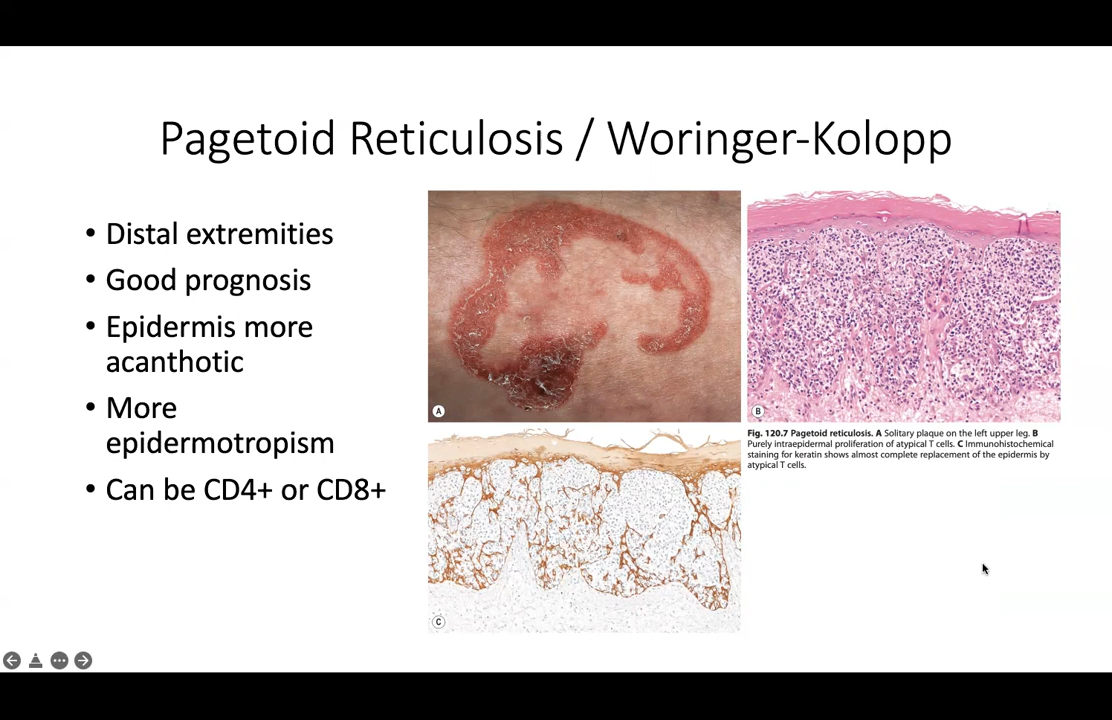 Pagetoid Reticulosis / Woringer-Kolopp
• Distal extremities
• Good prognosis
• Epidermis more
acanthotic
• More
epidermotropism
• Can be CD4+ or CD8+
A
B
Fig. 120.7 Pagetoid reticulosis. A Solitary plaque on the left upper leg. B
Purely intraepidermal proliferation of atypical T cells. C Immunohistochemical
staining for keratin shows almost complete replacement of the epidermis by
atypical T cells.
C